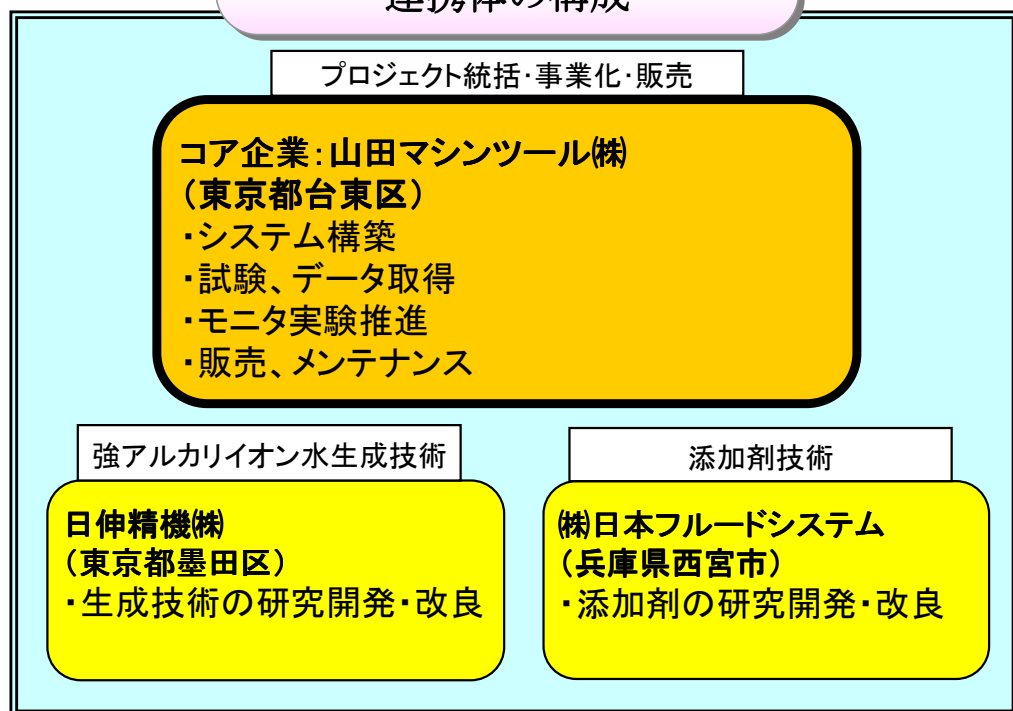 連携体の構成
プロジェクト統括・事業化・販売
コア企業：山田マシンツール㈱
（東京都台東区）
・システム構築
・試験、データ取得
・モニタ実験推進
・販売、メンテナンス
強アルカリイオン水生成技術
日伸精機㈱
（東京都墨田区）
・生成技術の研究開発・改良
添加剤技術
㈱日本フルードシステム
（兵庫県西宮市）
・添加剤の研究開発・改良